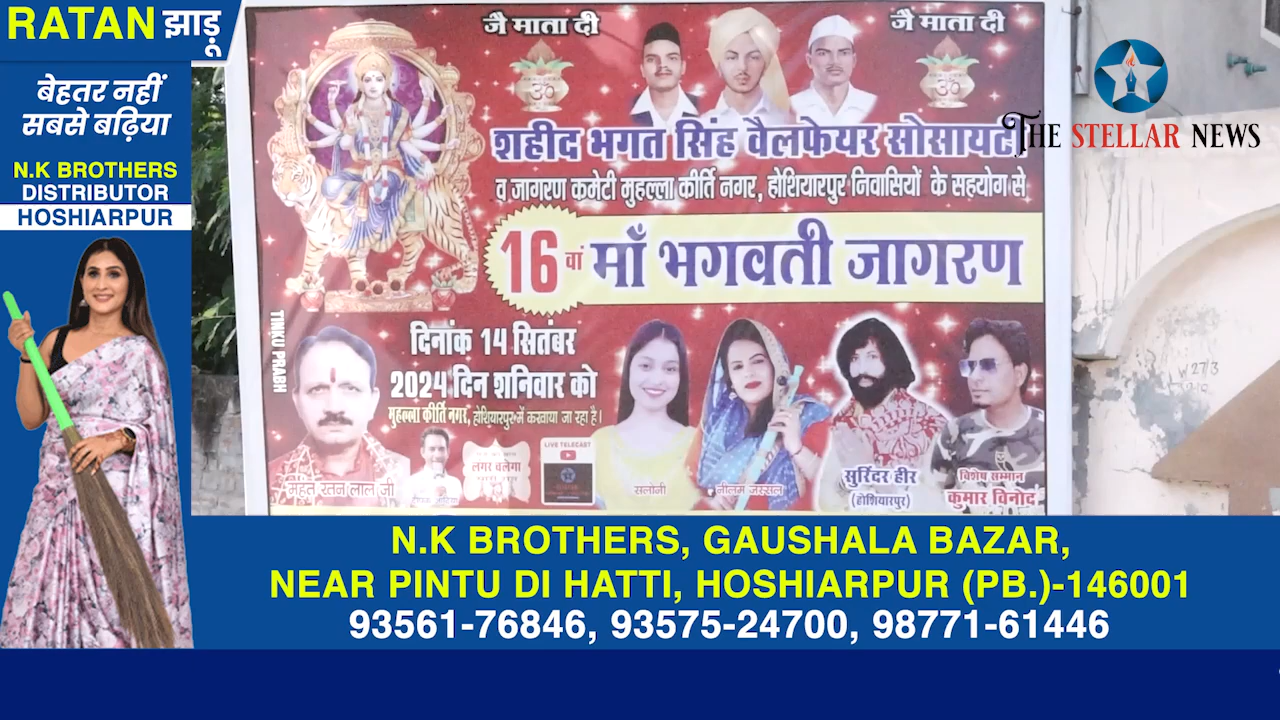 RATAN झाड़ू
बेहतर नहीं
सबसे बढ़िया
N.K BROTHERS
DISTRIBUTOR
HOSHIARPUR
THE STELLAR NEWS
जै माता दी
जै माता दी
शहीद भगत सिंह वैलफेयर सोसायटी
व जागरण कमेटी मुहल्ला कीर्ति नगर, होशियारपुर निवासियों के सहयोग से
16 वां माँ भगवती जागरण
TINKU PRABH
दिनांक 14 सितंबर
2024 दिन शनिवार को
मुहल्ला कीर्ति नगर, होशियारपुर में करवाया जा रहा है।
लंगर चलेगा
LIVE TELECAST
महंत रतन लाल जी
सलोनी
नीलम जस्सल
सुरिंदर हीर
(होशियारपुर)
विशेष सम्मान
कुमार विनोद
N.K BROTHERS, GAUSHALA BAZAR,
NEAR PINTU DI HATTI, HOSHIARPUR (PB.)-146001
93561-76846, 93575-24700, 98771-61446